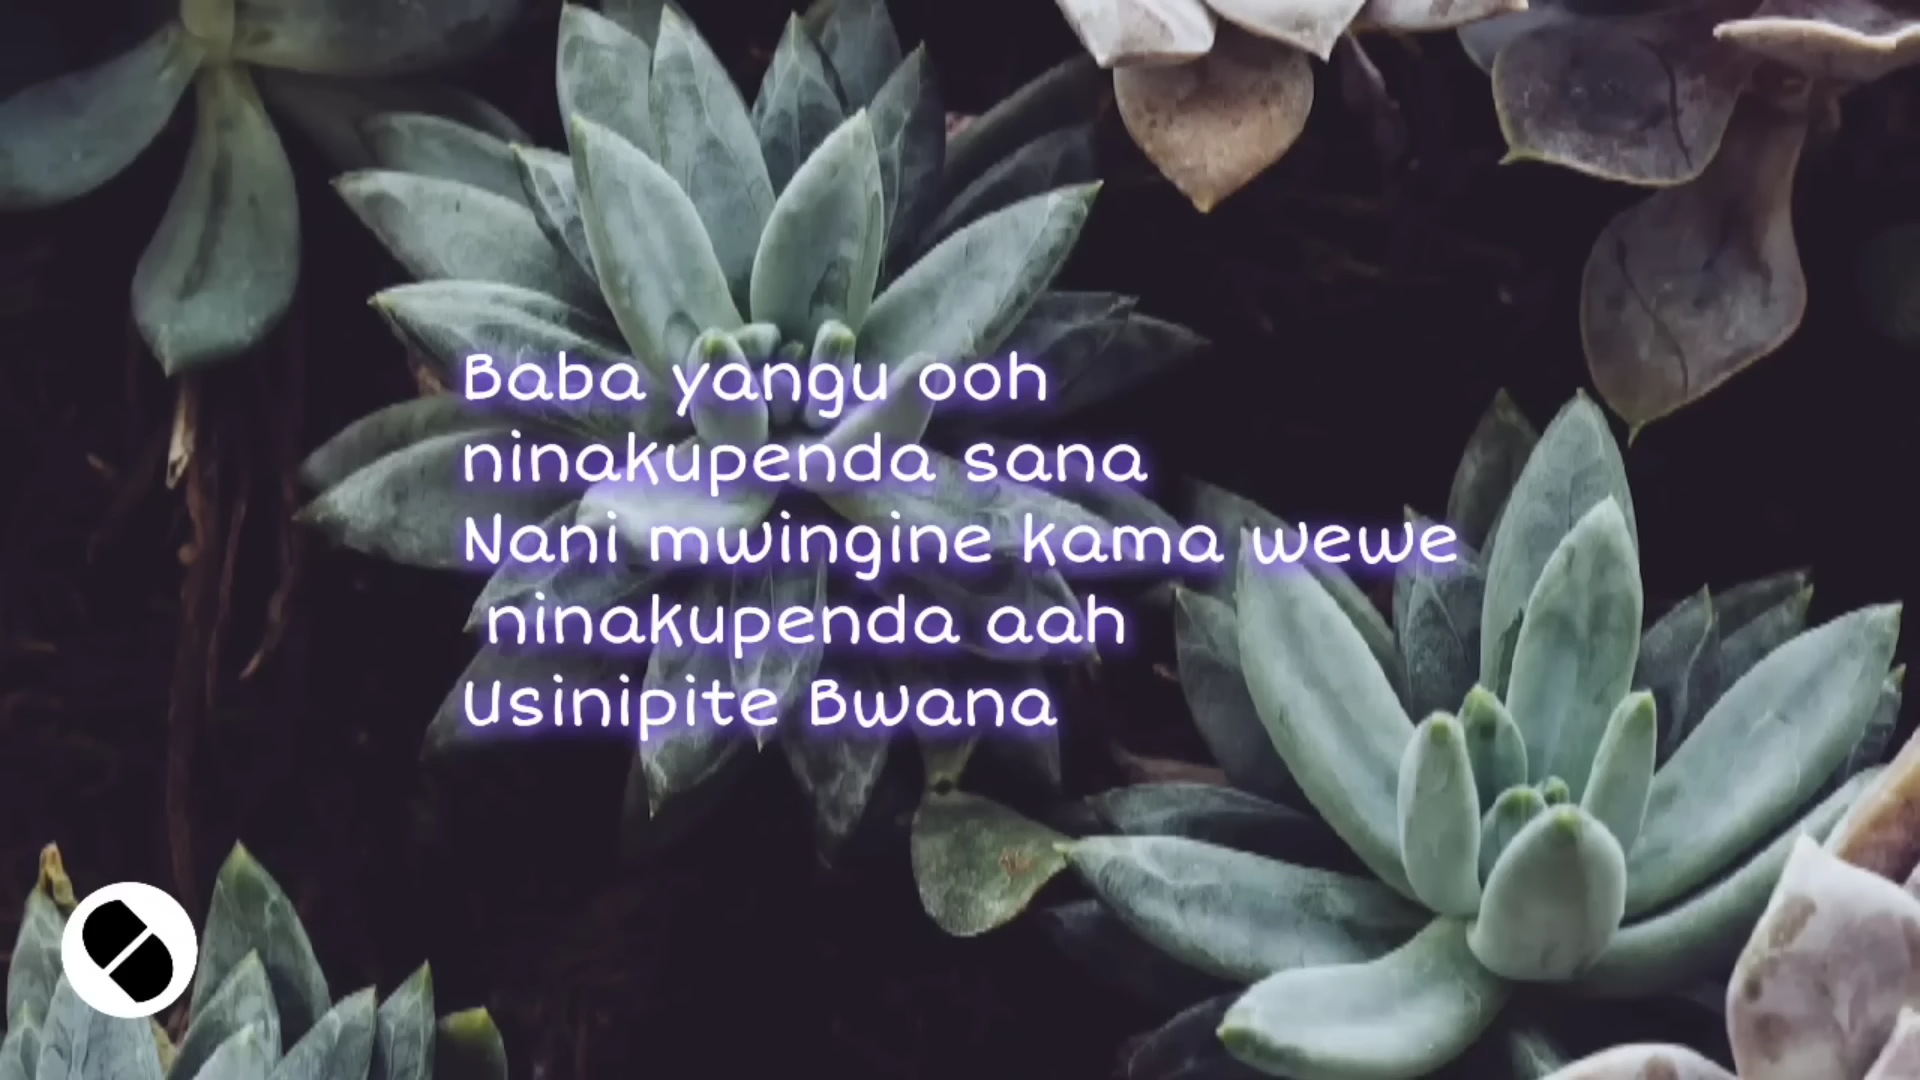 Baba yangu ooh
ninakupenda sana
Nani mwingine kama wewe
ninakupenda aah
Usinipite Bwana